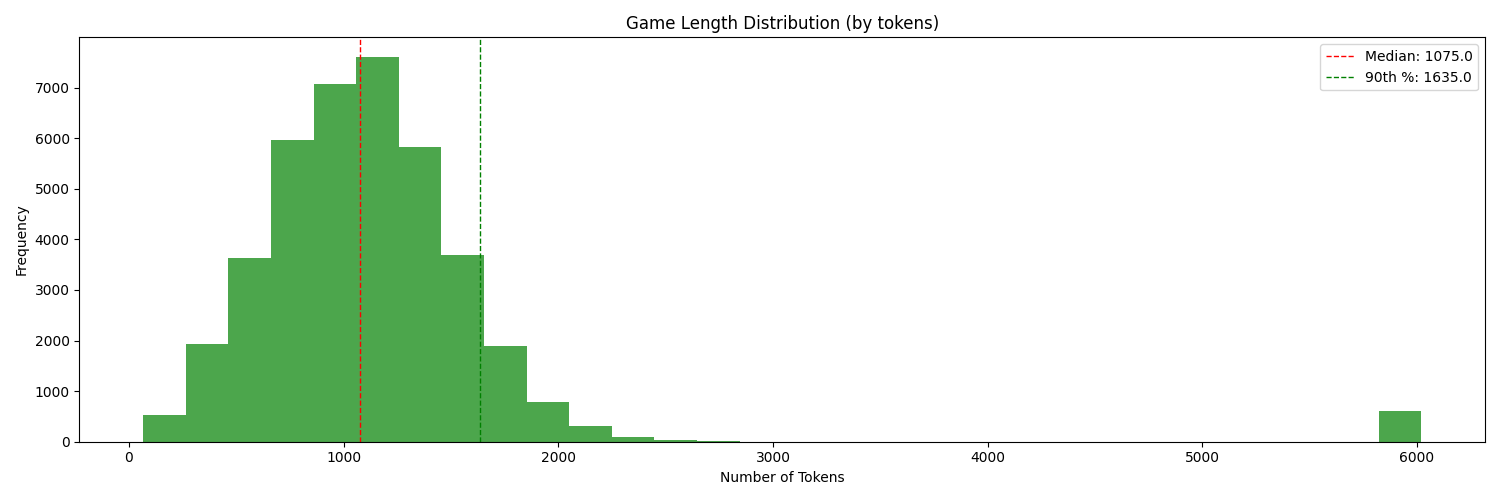 Game Length Distribution (by tokens)
Median: 1075.0
90th %: 1635.0
Frequency
7000
6000
5000
4000
3000
2000
1000
0
0 1000 2000 3000 4000 5000 6000
Number of Tokens